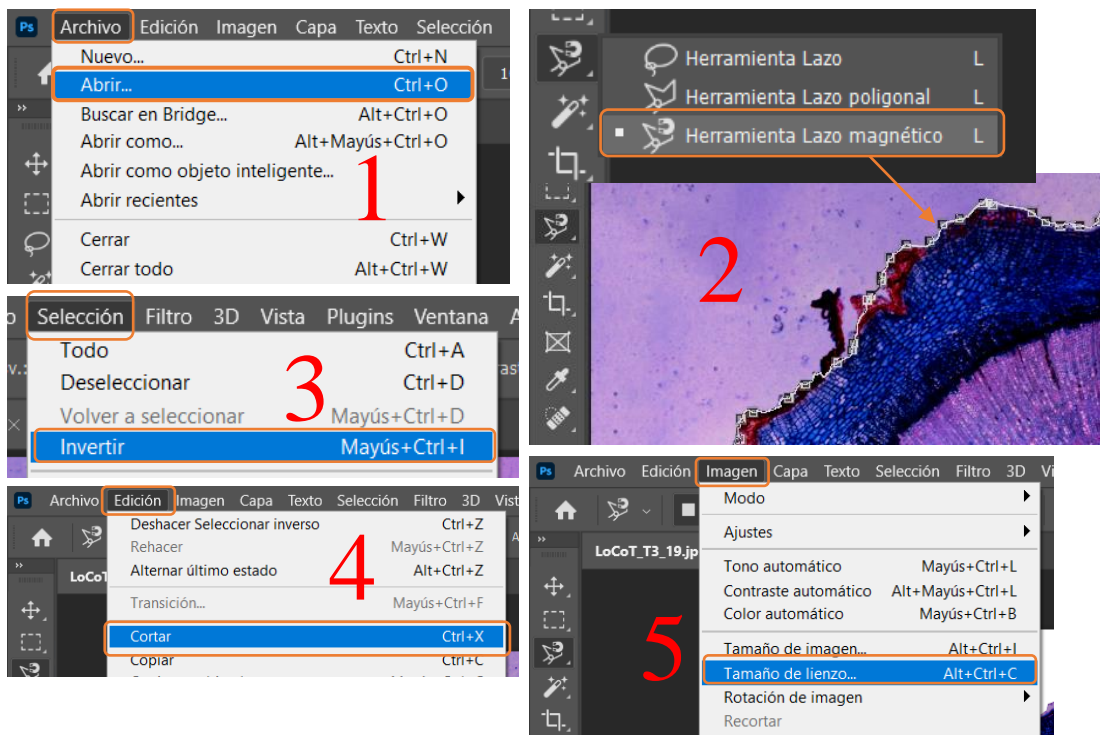 Ps Archivo Edición Imagen Capa Texto Selección
Nuevo... Ctrl+N
Abrir... Ctrl+O
Buscar en Bridge... Alt+Ctrl+O
Abrir como... Alt+Mayús+Ctrl+O
Abrir como objeto inteligente...
Abrir recientes
Cerrar Ctrl+W
Cerrar todo Alt+Ctrl+W
1
Herramienta Lazo L
Herramienta Lazo poligonal L
Herramienta Lazo magnético L
2
Selección Filtro 3D Vista Plugins Ventana
Todo Ctrl+A
Deseleccionar Ctrl+D
Volver a seleccionar Mayús+Ctrl+D
Invertir Mayús+Ctrl+I
3
Ps Archivo Edición Imagen Capa Texto Selección Filtro 3D Vist
Deshacer Seleccionar inverso Ctrl+Z
Rehacer Mayús+Ctrl+Z
Alternar último estado Alt+Ctrl+Z
LoCoT
Transición... Mayús+Ctrl+F
Cortar Ctrl+X
Copiar Ctrl+C
4
Ps Archivo Edición Imagen Capa Texto Selección Filtro 3D Vi
Modo
Ajustes
LoCoT_T3_19.jp
Tono automático Mayús+Ctrl+L
Contraste automático Alt+Mayús+Ctrl+L
Color automático Mayús+Ctrl+B
Tamaño de imagen... Alt+Ctrl+I
Tamaño de lienzo... Alt+Ctrl+C
Rotación de imagen
Recortar
5